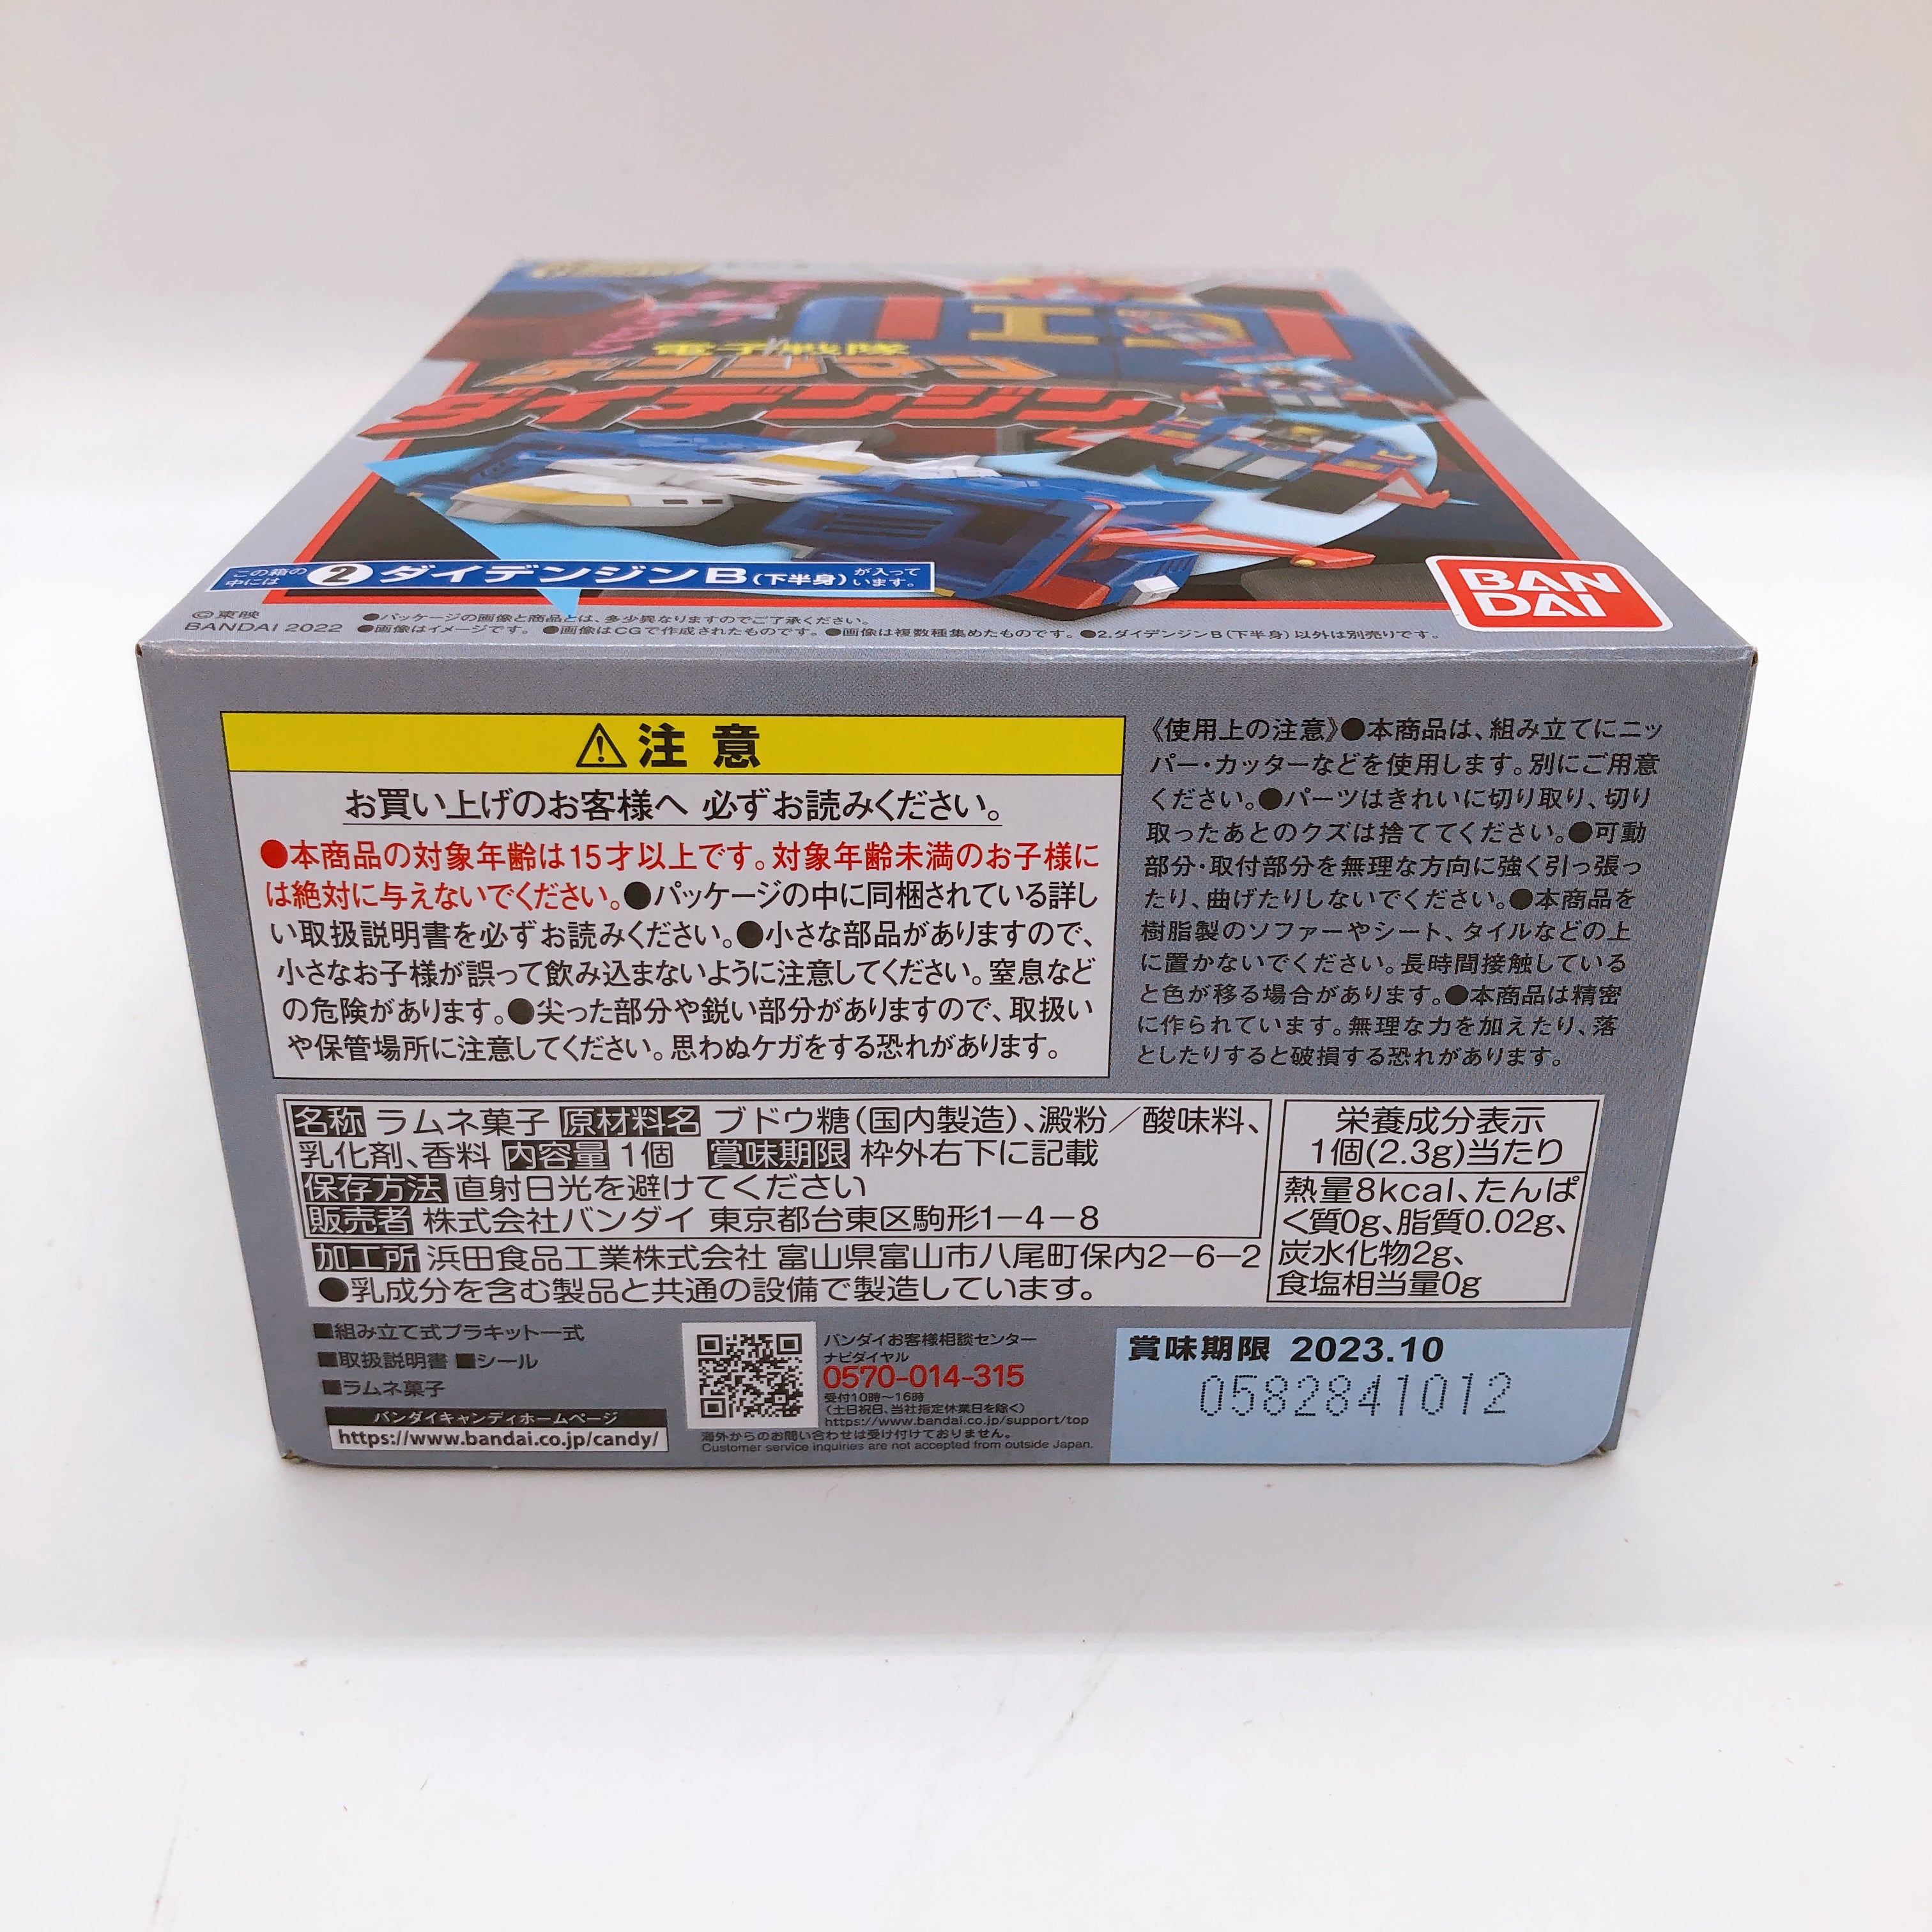 電子戦隊
デンジマン
ダイデンジン
この箱の中には ② ダイデンジンB(下半身) が入っています。
BAN
DAI
©東映
BANDAI 2022
●パッケージの画像と商品とは、多少異なりますのでご了承ください。
●画像はイメージです。 ●画像はCGで作成されたものです。 ●画像は複数種集めたものです。 ●2.ダイデンジンB(下半身)以外は別売りです。
⚠注意
お買い上げのお客様へ 必ずお読みください。
●本商品の対象年齢は15才以上です。対象年齢未満のお子様に
は絶対に与えないでください。●パッケージの中に同梱されている詳し
い取扱説明書を必ずお読みください。●小さな部品がありますので、
小さなお子様が誤って飲み込まないように注意してください。窒息など
の危険があります。●尖った部分や鋭い部分がありますので、取扱い
や保管場所に注意してください。思わぬケガをする恐れがあります。
《使用上の注意》●本商品は、組み立てにニッ
パー・カッターなどを使用します。別にご用意
ください。●パーツはきれいに切り取り、切り
取ったあとのクズは捨ててください。●可動
部分・取付部分を無理な方向に強く引っ張っ
たり、曲げたりしないでください。●本商品を
樹脂製のソファーやシート、タイルなどの上
に置かないでください。長時間接触している
と色が移る場合があります。●本商品は精密
に作られています。無理な力を加えたり、落
としたりすると破損する恐れがあります。
名称 ラムネ菓子 原材料名 ブドウ糖(国内製造)、澱粉／酸味料、
乳化剤、香料 内容量 1個 賞味期限 枠外右下に記載
保存方法 直射日光を避けてください
販売者 株式会社バンダイ 東京都台東区駒形1－4－8
加工所 浜田食品工業株式会社 富山県富山市八尾町保内2－6－2
●乳成分を含む製品と共通の設備で製造しています。
栄養成分表示
1個(2.3g)当たり
熱量8kcal、たんぱ
く質0g、脂質0.02g、
炭水化物2g、
食塩相当量0g
■組み立て式プラキット一式
■取扱説明書 ■シール
■ラムネ菓子
バンダイキャンディホームページ
https://www.bandai.co.jp/candy/
バンダイお客様相談センター
ナビダイヤル
0570-014-315
受付10時～16時
(土日祝日、当社指定休業日を除く)
https://www.bandai.co.jp/support/top
海外からのお問い合わせは受け付けておりません。
Customer service inquiries are not accepted from outside Japan.
賞味期限 2023.10
0582841012